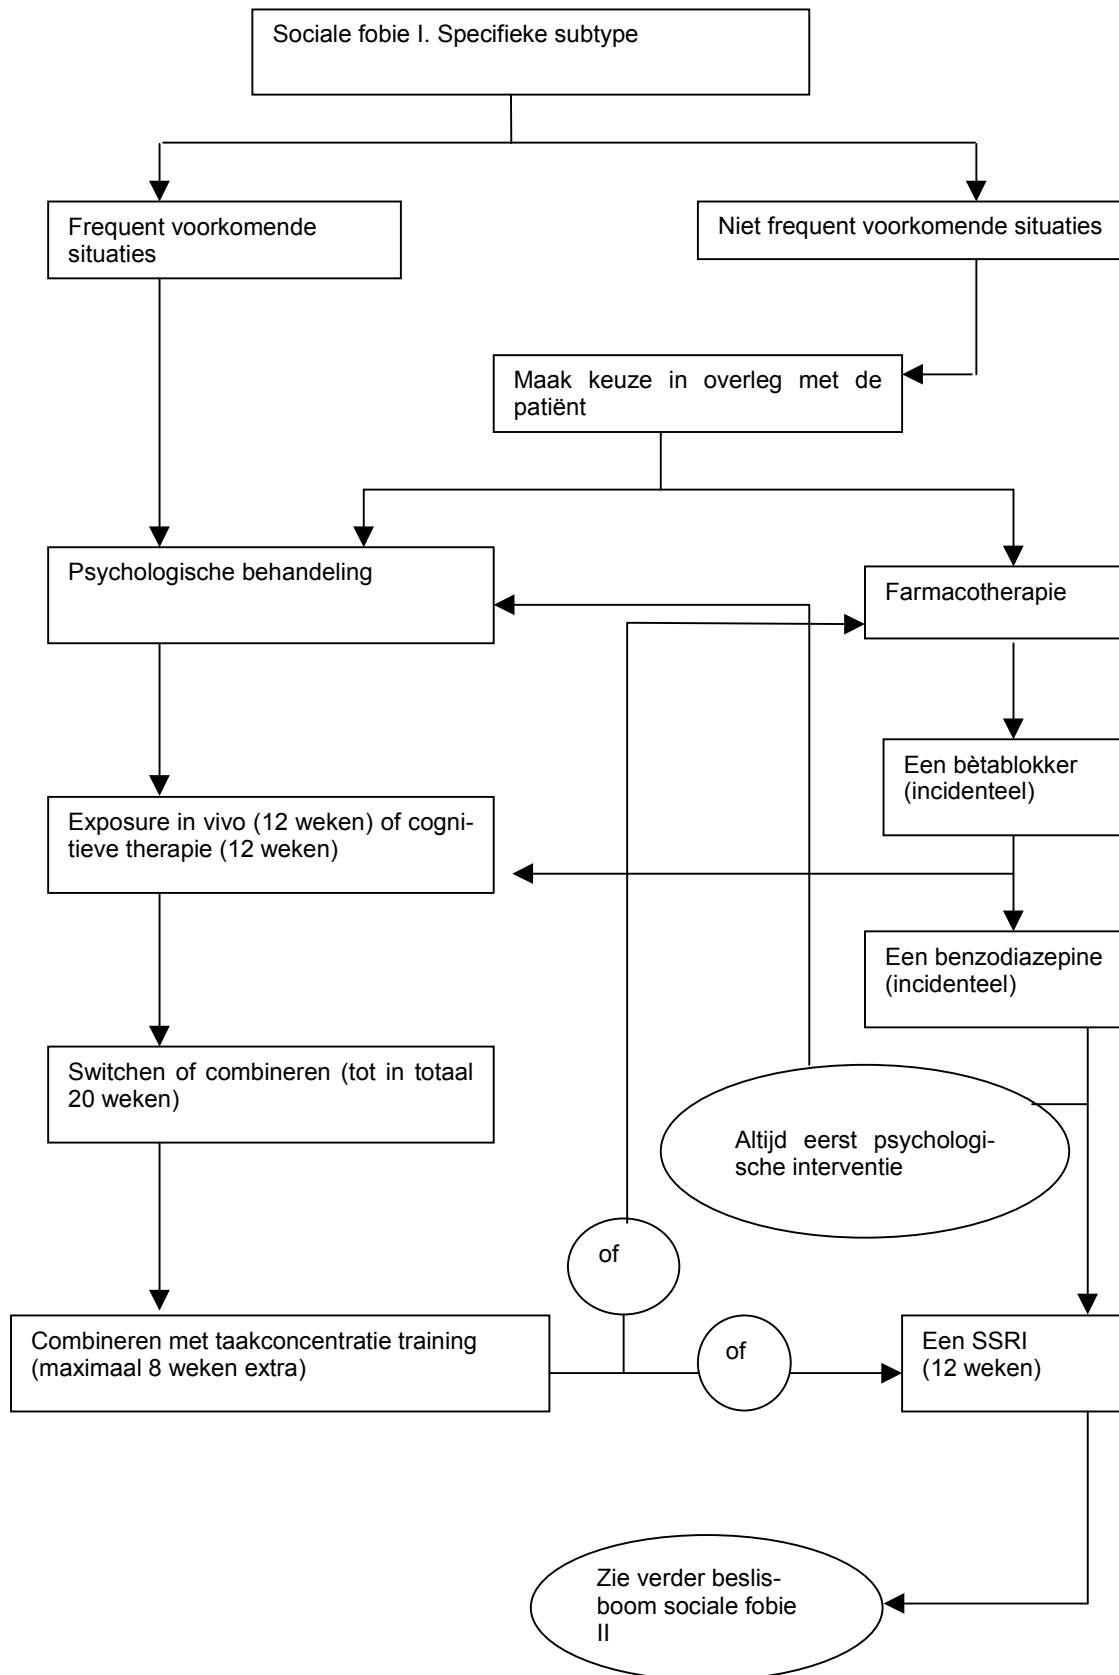 Sociale fobie I. Specifieke subtype
Frequent voorkomende
situaties
Niet frequent voorkomende situaties
Maak keuze in overleg met de
patiënt
Psychologische behandeling
Farmacotherapie
Een bètablokker
(incidenteel)
Exposure in vivo (12 weken) of cogni-
tieve therapie (12 weken)
Een benzodiazepine
(incidenteel)
Switchen of combineren (tot in totaal
20 weken)
Altijd eerst psychologi-
sche interventie
of
Combineren met taakconcentratie training
(maximaal 8 weken extra)
of
Een SSRI
(12 weken)
Zie verder beslis-
boom sociale fobie
II